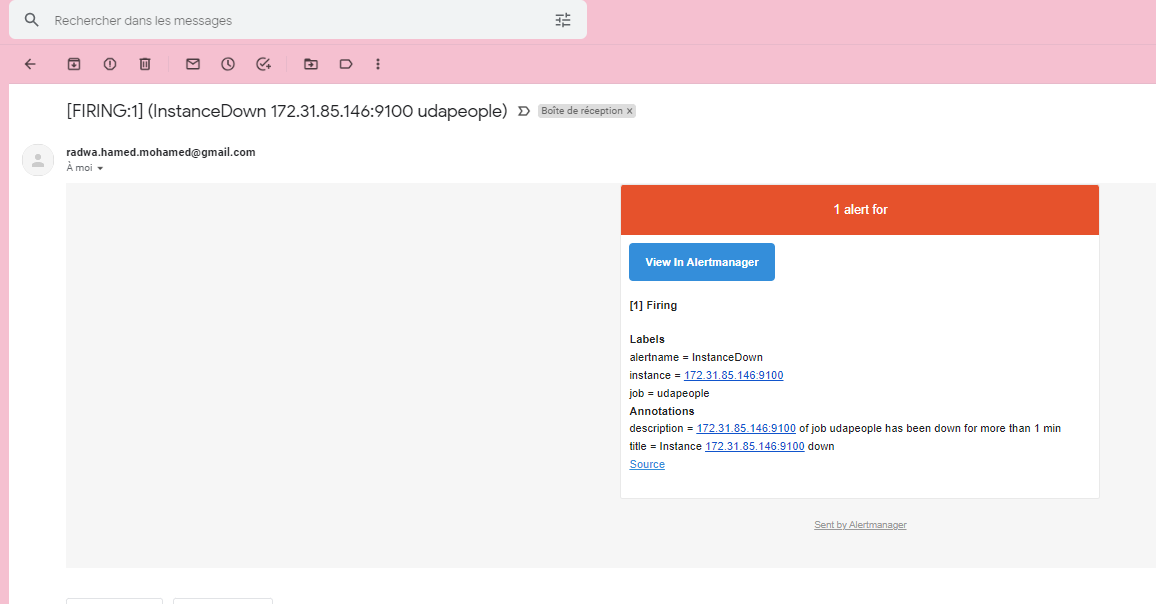 Rechercher dans les messages
[FIRING:1] (InstanceDown 172.31.85.146:9100 udapeople) Boîte de réception ×
radwa.hamed.mohamed@gmail.com
À moi
1 alert for
View In Alertmanager
[1] Firing
Labels
alertname = InstanceDown
instance = 172.31.85.146:9100
job = udapeople
Annotations
description = 172.31.85.146:9100 of job udapeople has been down for more than 1 min
title = Instance 172.31.85.146:9100 down
Source
Sent by Alertmanager